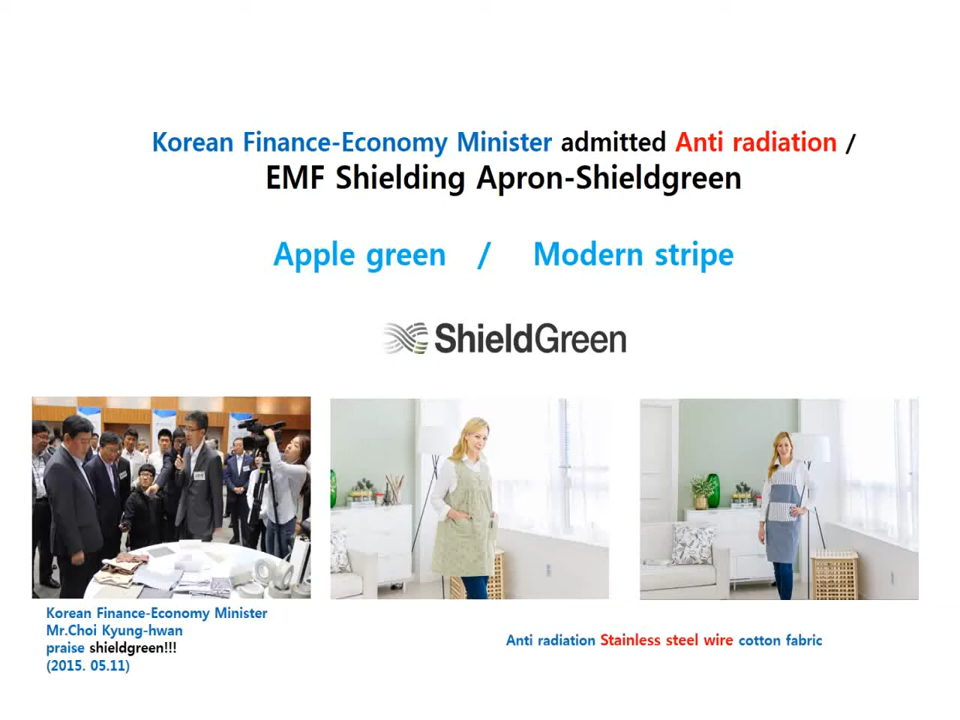 Korean Finance-Economy Minister admitted Anti radiation /
EMF Shielding Apron-Shieldgreen
Apple green / Modern stripe
ShieldGreen
Korean Finance-Economy Minister
Mr.Choi Kyung-hwan
praise shieldgreen!!!
(2015. 05.11)
Anti radiation Stainless steel wire cotton fabric